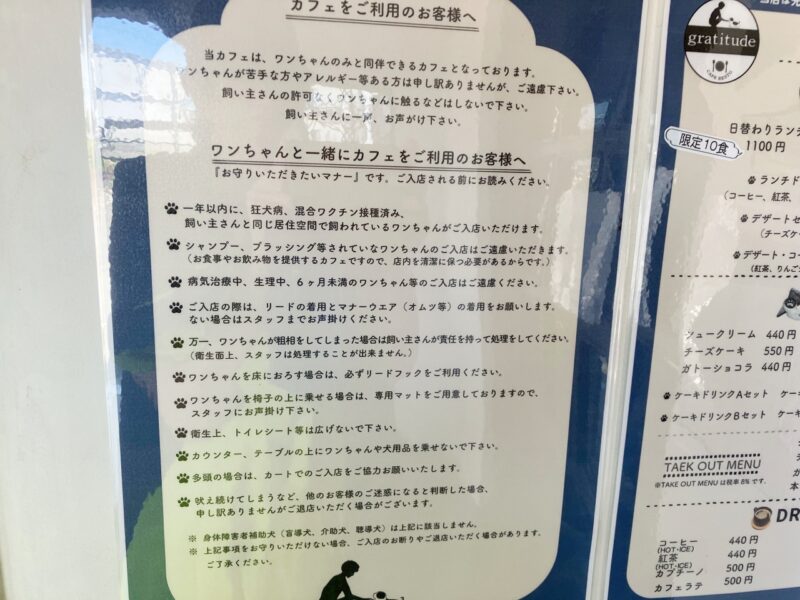 カフェをご利用のお客様へ
当カフェは、ワンちゃんのみと同伴できるカフェとなっております。
ワンちゃんが苦手な方やアレルギー等ある方は申し訳ありませんが、ご遠慮下さい。
飼い主さんの許可なくワンちゃんに触るなどはしないで下さい。
飼い主さんに一声、お声がけ下さい。
ワンちゃんと一緒にカフェをご利用のお客様へ
『お守りいただきたいマナー』です。ご入店される前にお読みください。
一年以内に、狂犬病、混合ワクチン接種済み、
飼い主さんと同じ居住空間で飼われているワンちゃんがご入店いただけます。
シャンプー、ブラッシング等されていなワンちゃんのご入店はご遠慮いただきます。
（お食事やお飲み物を提供するカフェですので、店内を清潔に保つ必要があるからです。）
病気治療中、生理中、６ヶ月未満のワンちゃん等のご入店はご遠慮ください。
ご入店の際は、リードの着用とマナーウエア（オムツ等）の着用をお願いします。
ない場合はスタッフまでお声掛けください。
万一、ワンちゃんが粗相をしてしまった場合は飼い主さんが責任を持って処理をしてください。
（衛生面上、スタッフは処理することが出来ません。）
ワンちゃんを床におろす場合は、必ずリードフックをご利用ください。
ワンちゃんを椅子の上に乗せる場合は、専用マットをご用意しておりますので、
スタッフにお声掛け下さい。
衛生上、トイレシート等は広げないで下さい。
カウンター、テーブルの上にワンちゃんや犬用品を乗せないで下さい。
多頭の場合は、カートでのご入店をご協力お願いいたします。
吠え続けてしまうなど、他のお客様のご迷惑になると判断した場合、
申し訳ありませんがご退店いただく場合がございます。
※ 身体障害者補助犬（盲導犬、介助犬、聴導犬）は上記に該当しません。
※ 上記事項をお守りいただけない場合、ご入店のお断りやご退店いただく場合があります。
ご了承ください。
gratitude
日替わりランチ
限定10食
1100円
ランチド
（コーヒー、紅茶、
デザートセ
（チーズケー
デザート・コー
（紅茶、りんご
シュークリーム 440円
チーズケーキ 550円
ガトーショコラ 440円
ケーキドリンクAセット ケー
ケーキドリンクBセット ケー
TAEK OUT MENU
※TAKE OUT MENUは税率8%です。
DR
コーヒー 440円
(HOT・ICE)
紅茶 440円
(HOT・ICE)
カプチーノ 500円
カフェラテ 500円